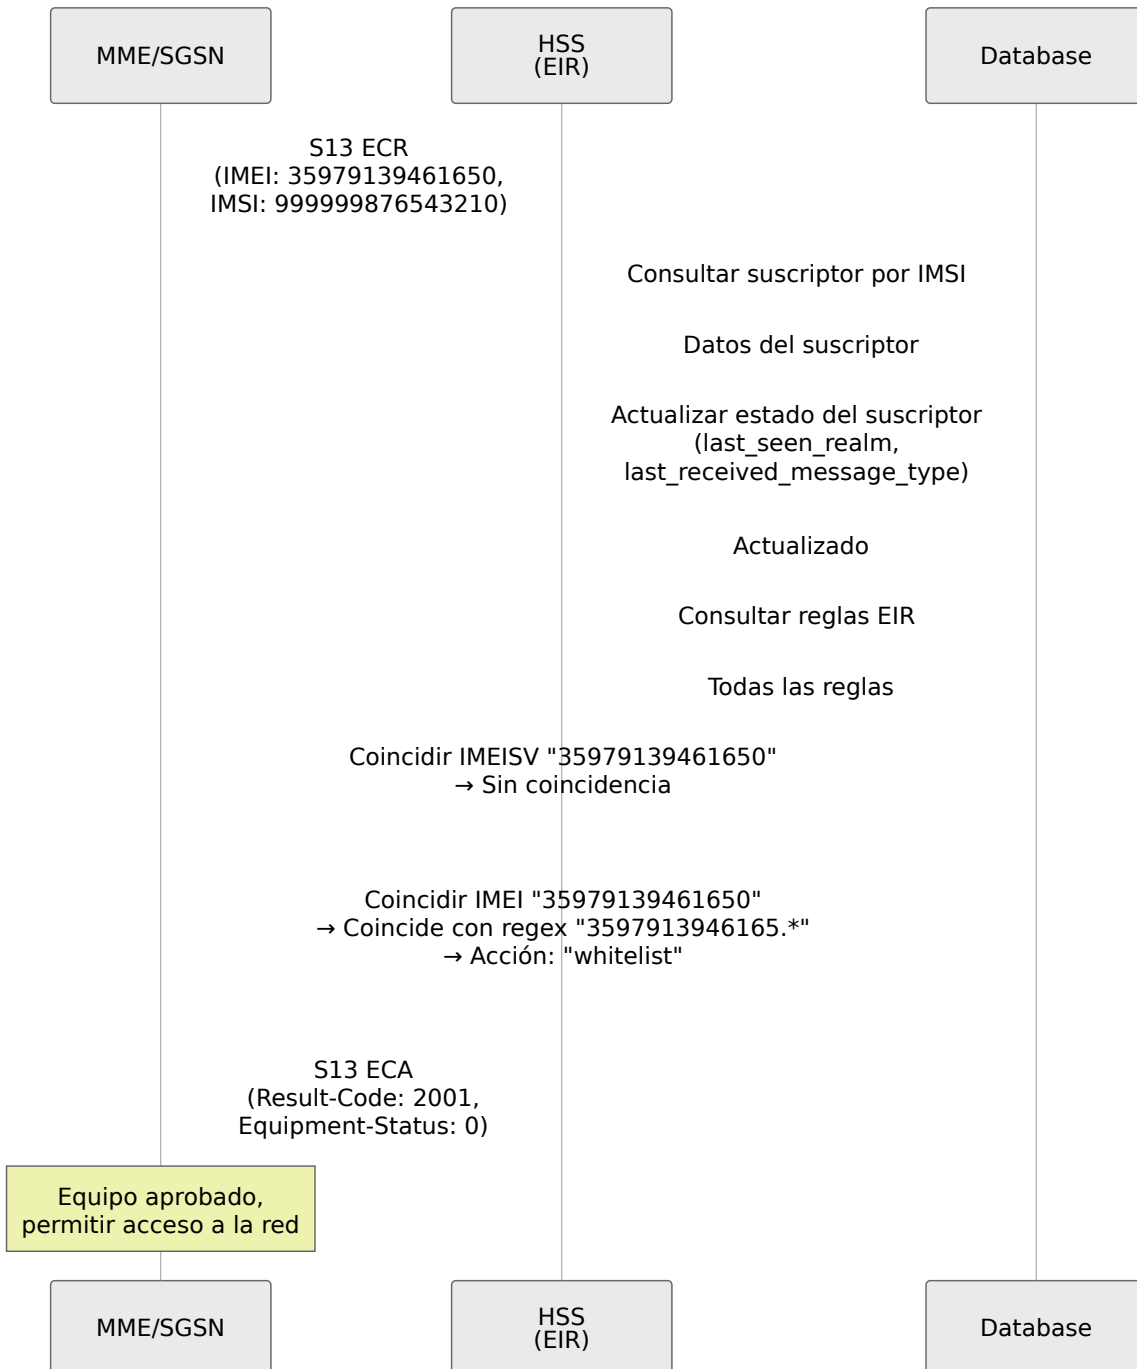 MME/SGSN
HSS
(EIR)
Database
S13 ECR
(IMEI: 35979139461650,
IMSI: 999999876543210)
Consultar suscriptor por IMSI
Datos del suscriptor
Actualizar estado del suscriptor
(last_seen_realm,
last_received_message_type)
Actualizado
Consultar reglas EIR
Todas las reglas
Coincidir IMEISV "35979139461650"
→ Sin coincidencia
Coincidir IMEI "35979139461650"
→ Coincide con regex "3597913946165.*"
→ Acción: "whitelist"
S13 ECA
(Result-Code: 2001,
Equipment-Status: 0)
Equipo aprobado,
permitir acceso a la red
MME/SGSN
HSS
(EIR)
Database